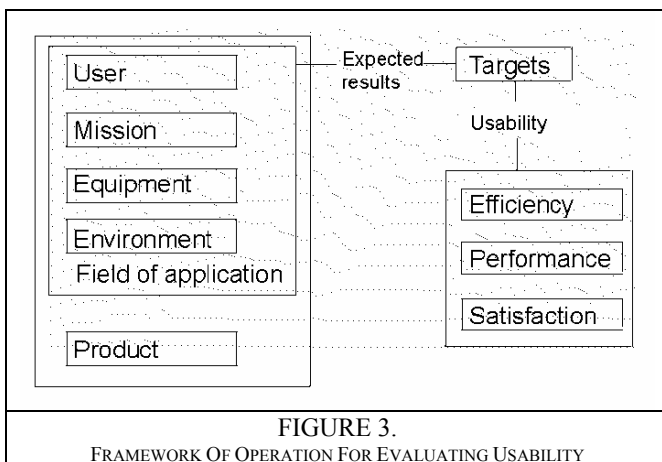 User
Mission
Equipment
Environment
Field of application
Product
Expected
results
Targets
Usability
Efficiency
Performance
Satisfaction
FIGURE 3.
FRAMEWORK OF OPERATION FOR EVALUATING USABILITY